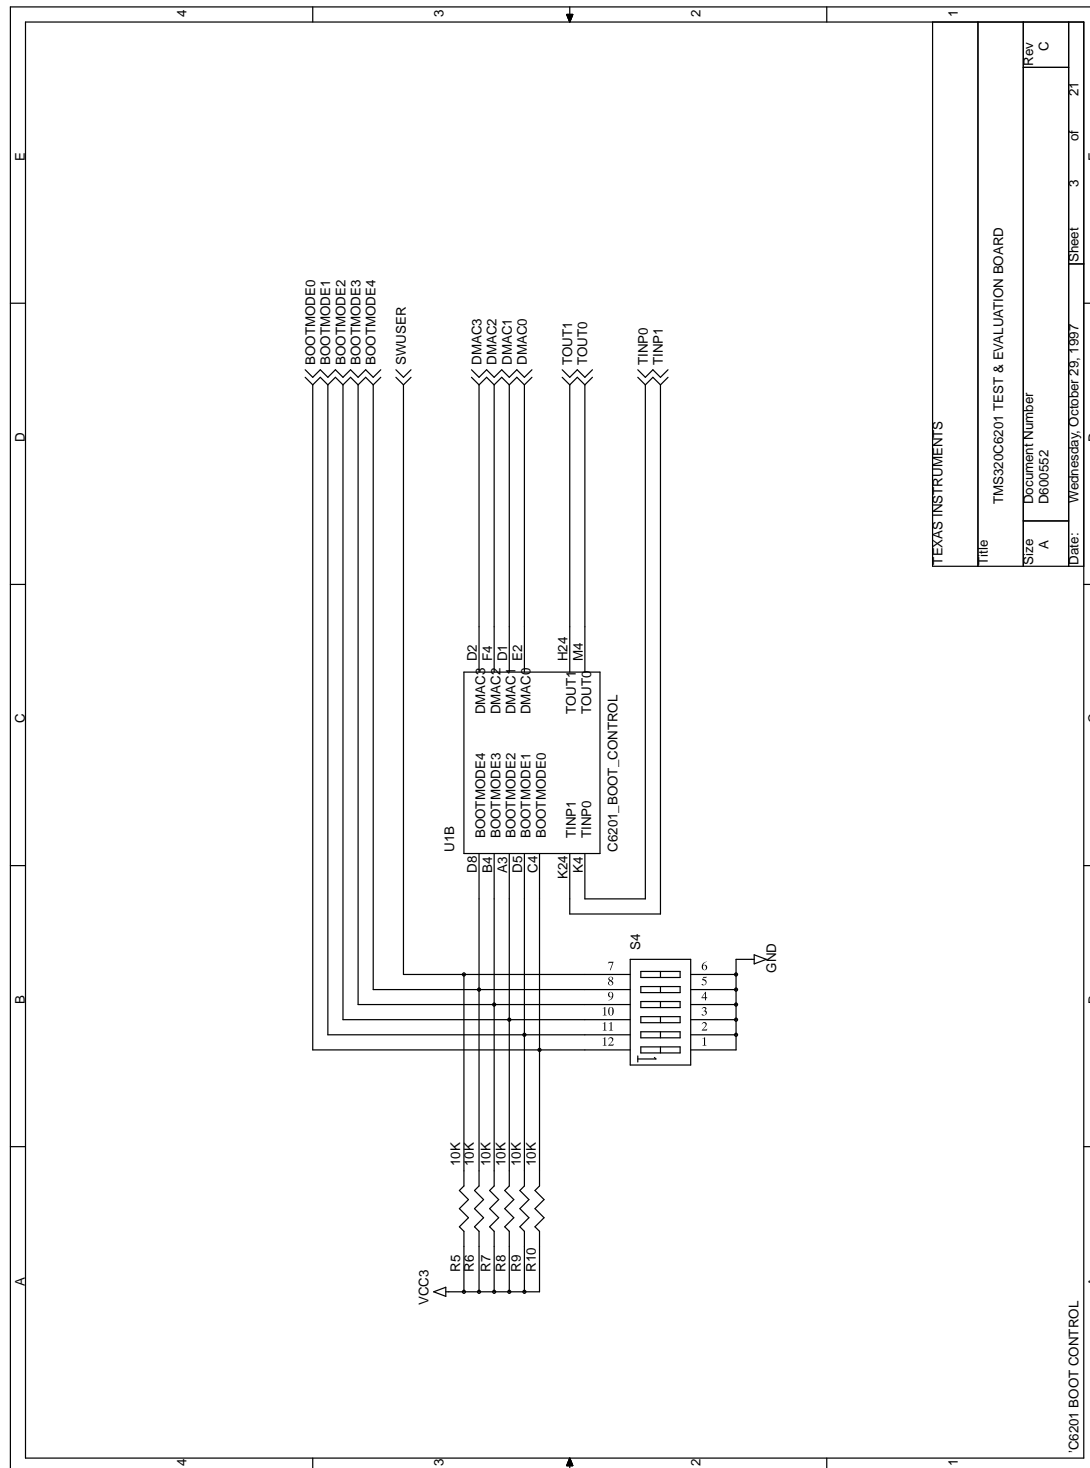 A
B
C
D
E
4
4
3
3
2
2
1
1
VCC3
R5
10K
R6
10K
R7
10K
R8
10K
R9
10K
R10
10K
BOOTMODE0
BOOTMODE1
BOOTMODE2
BOOTMODE3
BOOTMODE4
SWUSER
U1B
D8
BOOTMODE4
B4
BOOTMODE3
A3
BOOTMODE2
D5
BOOTMODE1
C4
BOOTMODE0
K24
TINP1
K4
TINP0
DMAC3
D2
DMAC2
F4
DMAC1
D1
DMAC0
E2
TOUT1
H24
TOUT0
M4
C6201_BOOT_CONTROL
DMAC3
DMAC2
DMAC1
DMAC0
TOUT1
TOUT0
TINP0
TINP1
S4
12
11
10
9
8
7
1
1
2
3
4
5
6
GND
TEXAS INSTRUMENTS
Title
TMS320C6201 TEST & EVALUATION BOARD
Size
A
Document Number
D600552
Rev
C
Date: Wednesday, October 29, 1997
Sheet 3 of 21
'C6201 BOOT CONTROL